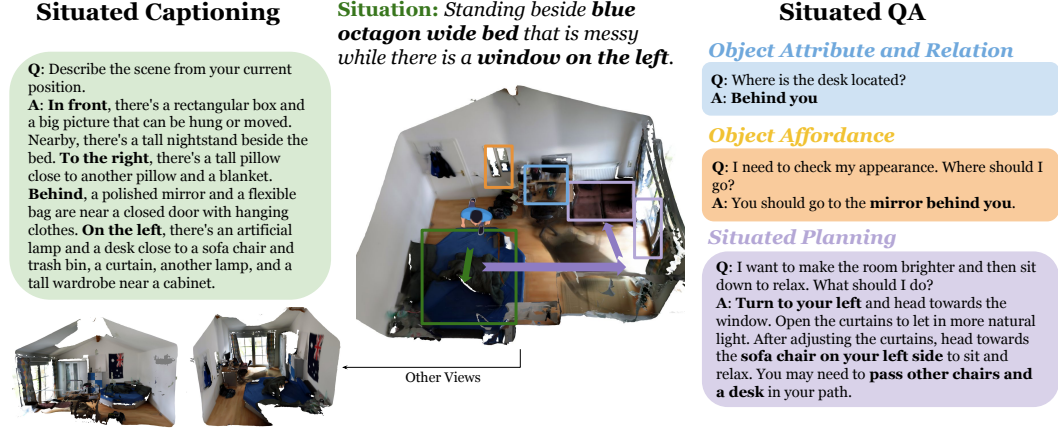 Situated Captioning
Q: Describe the scene from your current
position.
A: In front, there's a rectangular box and
a big picture that can be hung or moved.
Nearby, there's a tall nightstand beside the
bed. To the right, there's a tall pillow
close to another pillow and a blanket.
Behind, a polished mirror and a flexible
bag are near a closed door with hanging
clothes. On the left, there's an artificial
lamp and a desk close to a sofa chair and
trash bin, a curtain, another lamp, and a
tall wardrobe near a cabinet.
Situation: Standing beside blue
octagon wide bed that is messy
while there is a window on the left.
Other Views
Situated QA
Object Attribute and Relation
Q: Where is the desk located?
A: Behind you
Object Affordance
Q: I need to check my appearance. Where should I
go?
A: You should go to the mirror behind you.
Situated Planning
Q: I want to make the room brighter and then sit
down to relax. What should I do?
A: Turn to your left and head towards the
window. Open the curtains to let in more natural
light. After adjusting the curtains, head towards
the sofa chair on your left side to sit and
relax. You may need to pass other chairs and
a desk in your path.